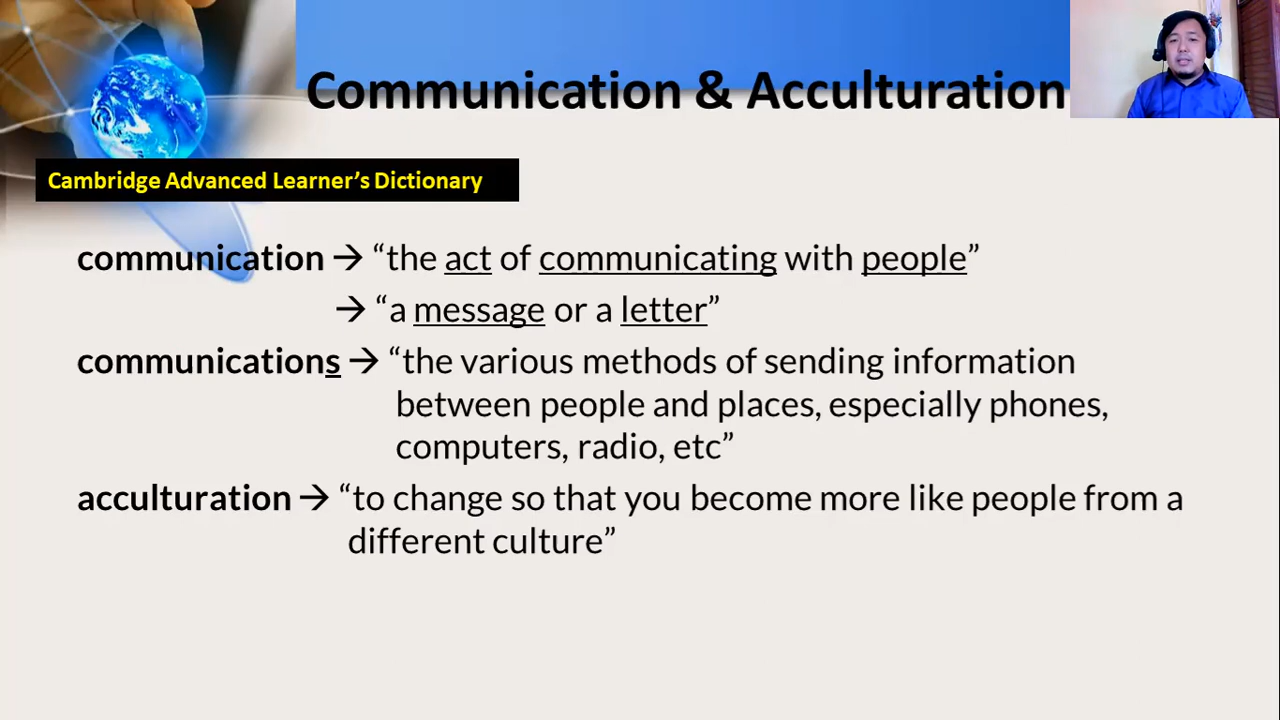 Communication & Acculturation
Cambridge Advanced Learner’s Dictionary
communication → “the act of communicating with people”
→ “a message or a letter”
communications → “the various methods of sending information
between people and places, especially phones,
computers, radio, etc”
acculturation → “to change so that you become more like people from a
different culture”